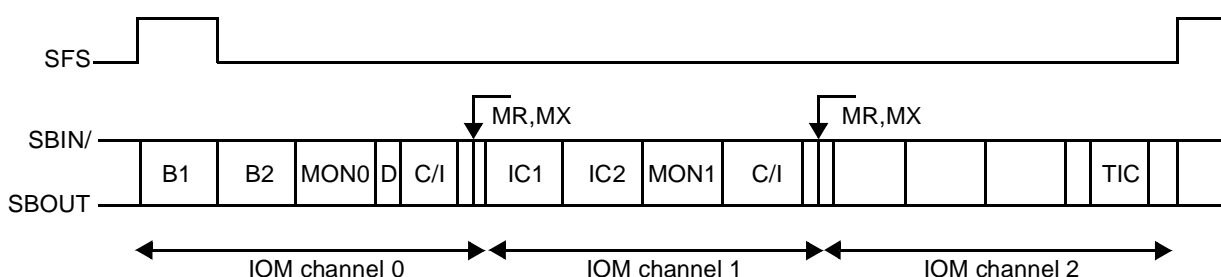 SFS
MR,MX MR,MX
SBIN/
B1 B2 MON0 D C/I IC1 IC2 MON1 C/I TIC
SBOUT
IOM channel 0 IOM channel 1 IOM channel 2